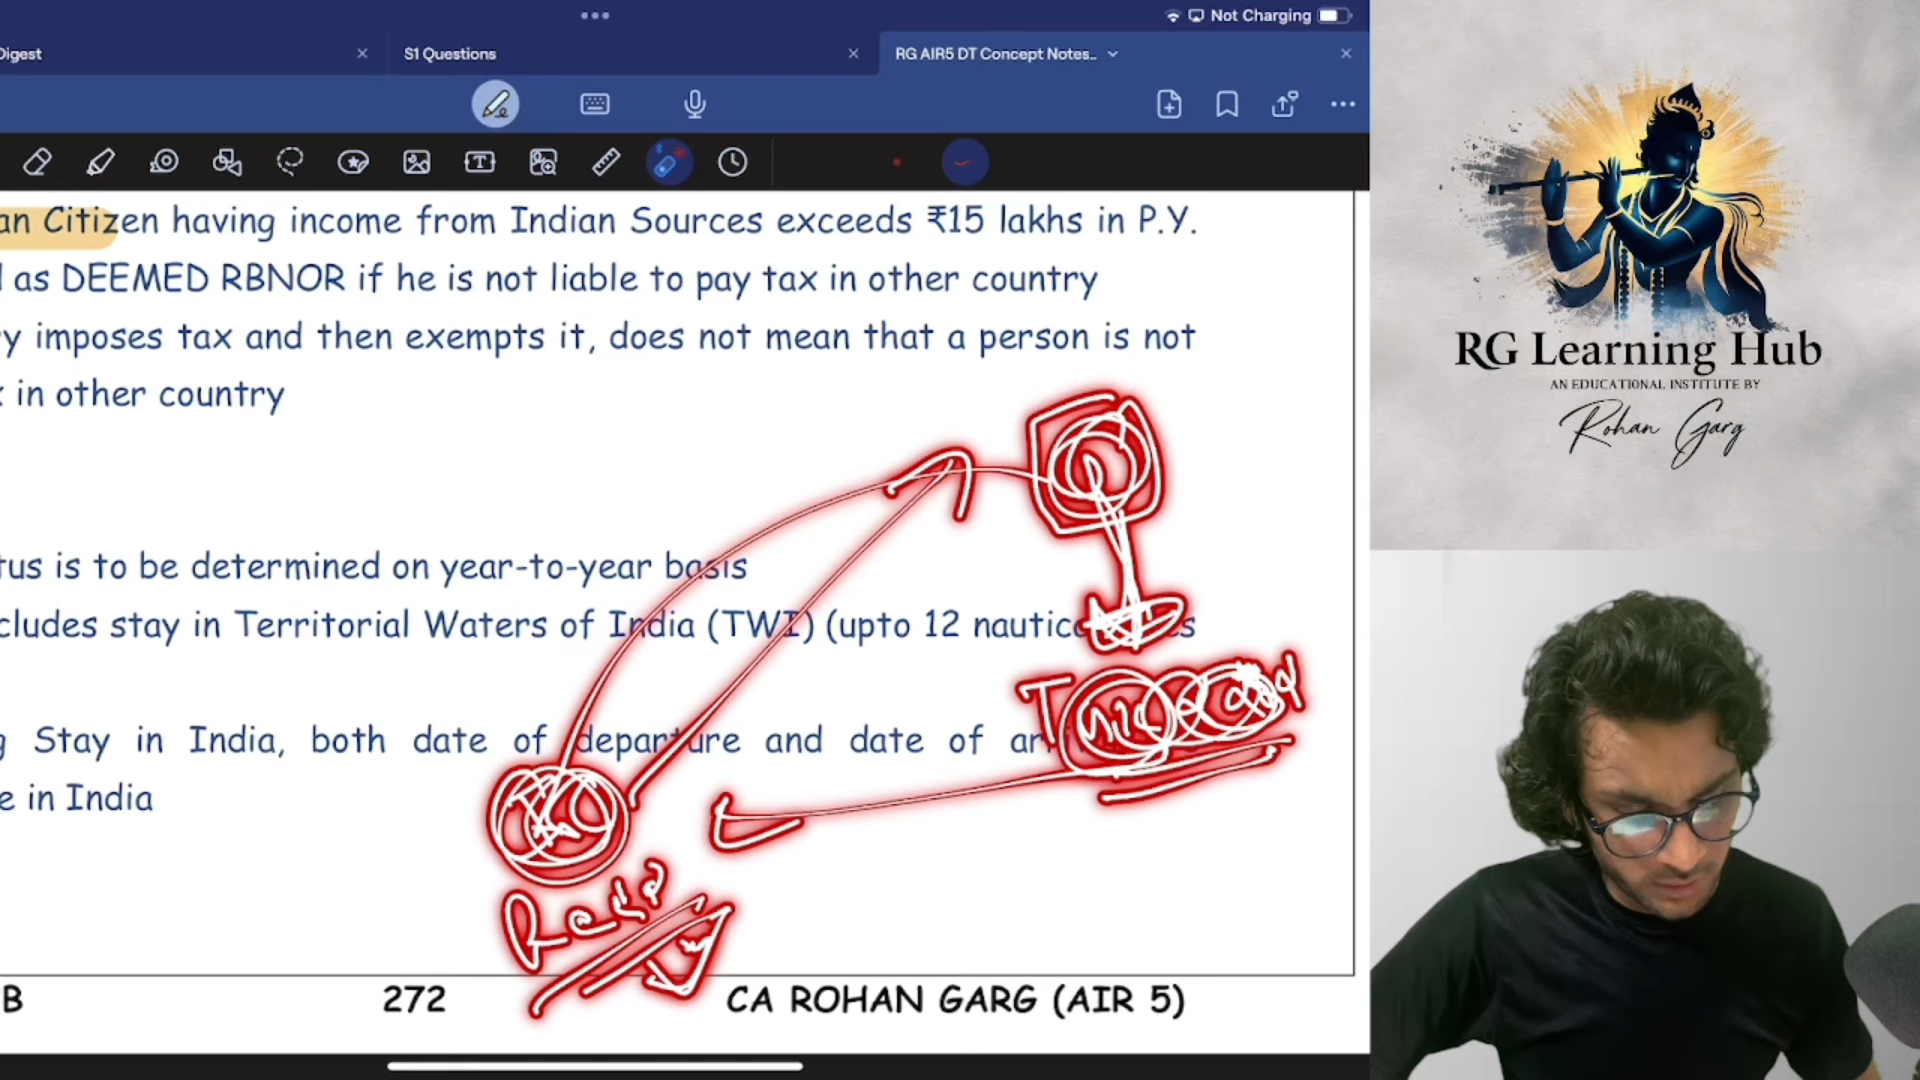 Not Charging
Digest
S1 Questions
RG AIR5 DT Concept Notes..
an Citizen having income from Indian Sources exceeds ₹15 lakhs in P.Y.
as DEEMED RBNOR if he is not liable to pay tax in other country
y imposes tax and then exempts it, does not mean that a person is not
in other country
tus is to be determined on year-to-year basis
cludes stay in Territorial Waters of India (TWI) (upto 12
Stay in India, both date of departure and date of
e in India
B
272
CA ROHAN GARG (AIR 5)
RG Learning Hub
AN EDUCATIONAL INSTITUTE BY
Rohan Garg